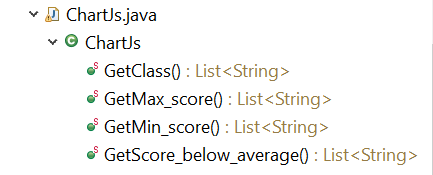 ChartJs.java
ChartJs
GetClass() : List<String>
GetMax_score() : List<String>
GetMin_score() : List<String>
GetScore_below_average() : List<String>